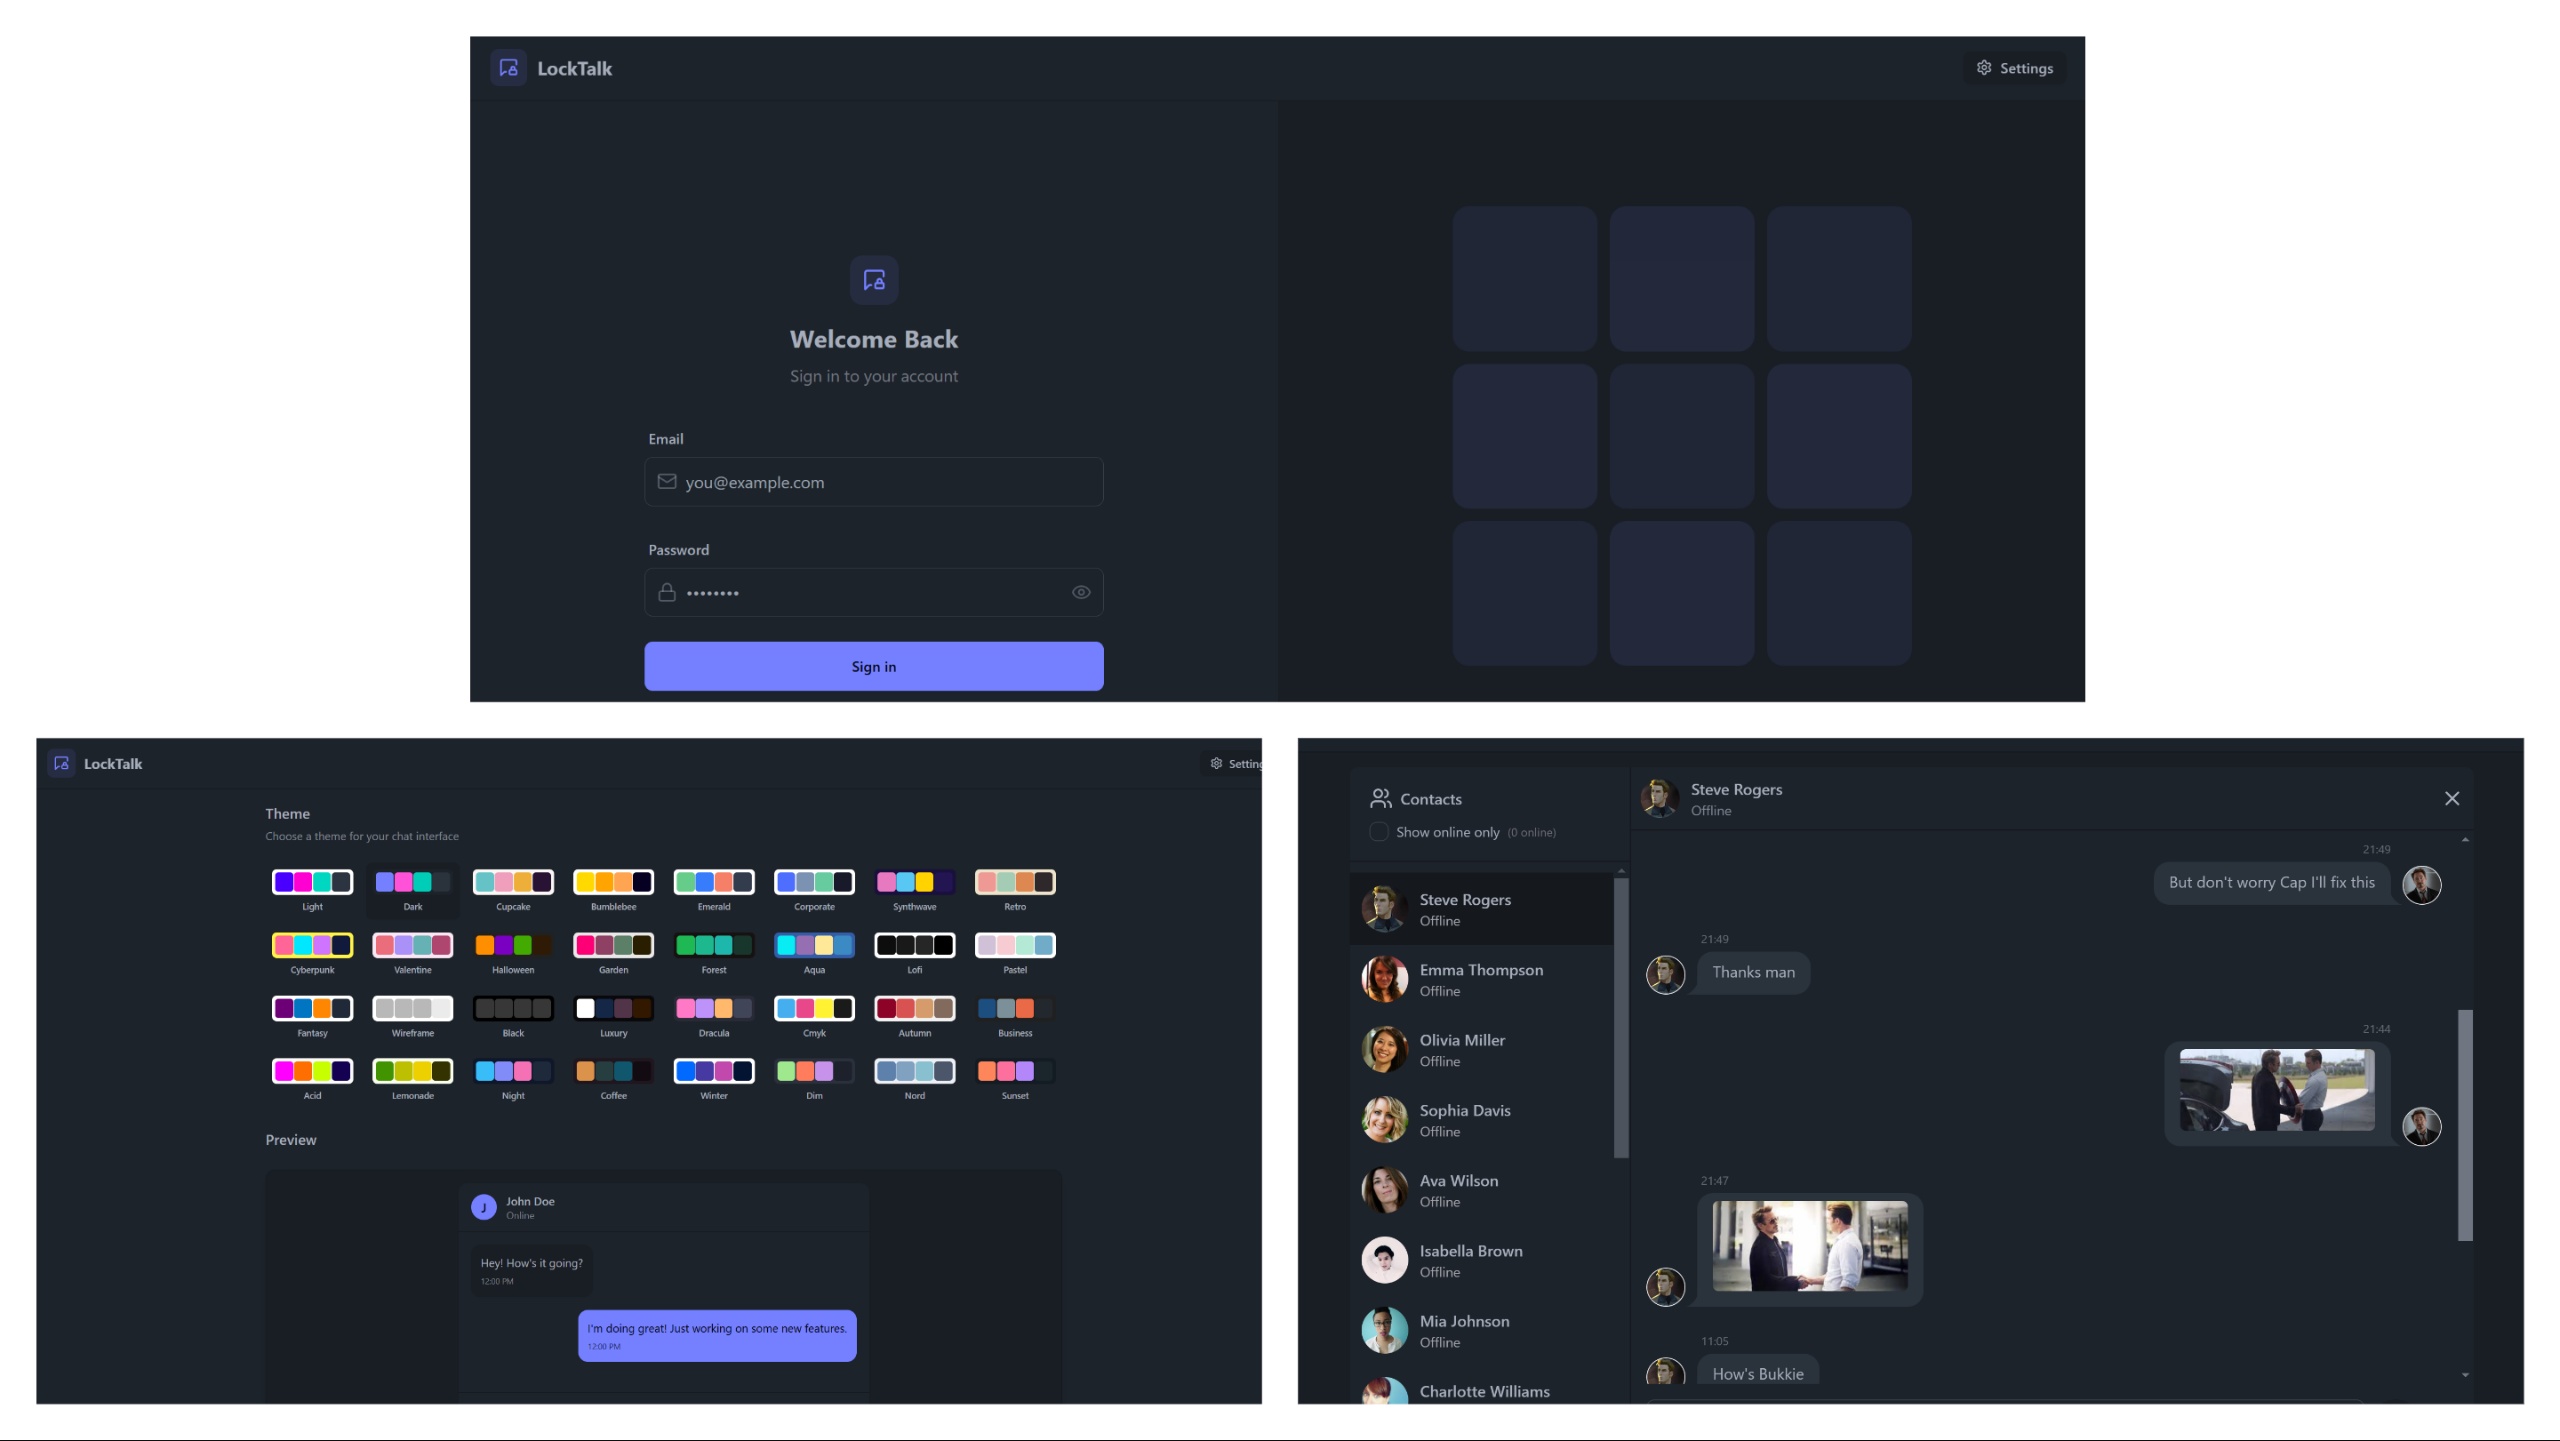 LockTalk
Settings
Welcome Back
Sign in to your account
Email
you@example.com
Password
••••••••
Sign in
LockTalk
Setting
Theme
Choose a theme for your chat interface
Light Dark Cupcake Bumblebee Emerald Corporate Synthwave Retro
Cyberpunk Valentine Halloween Garden Forest Aqua Lofi Pastel
Fantasy Wireframe Black Luxury Dracula Cmyk Autumn Business
Acid Lemonade Night Coffee Winter Dim Nord Sunset
Preview
J
John Doe
Online
Hey! How's it going?
12:00 PM
I'm doing great! Just working on some new features.
12:00 PM
Contacts
Show online only (0 online)
Steve Rogers
Offline
Emma Thompson
Offline
Olivia Miller
Offline
Sophia Davis
Offline
Ava Wilson
Offline
Isabella Brown
Offline
Mia Johnson
Offline
Charlotte Williams
Steve Rogers
Offline
21:49
But don't worry Cap I'll fix this
21:49
Thanks man
21:44
21:47
11:05
How's Bukkie